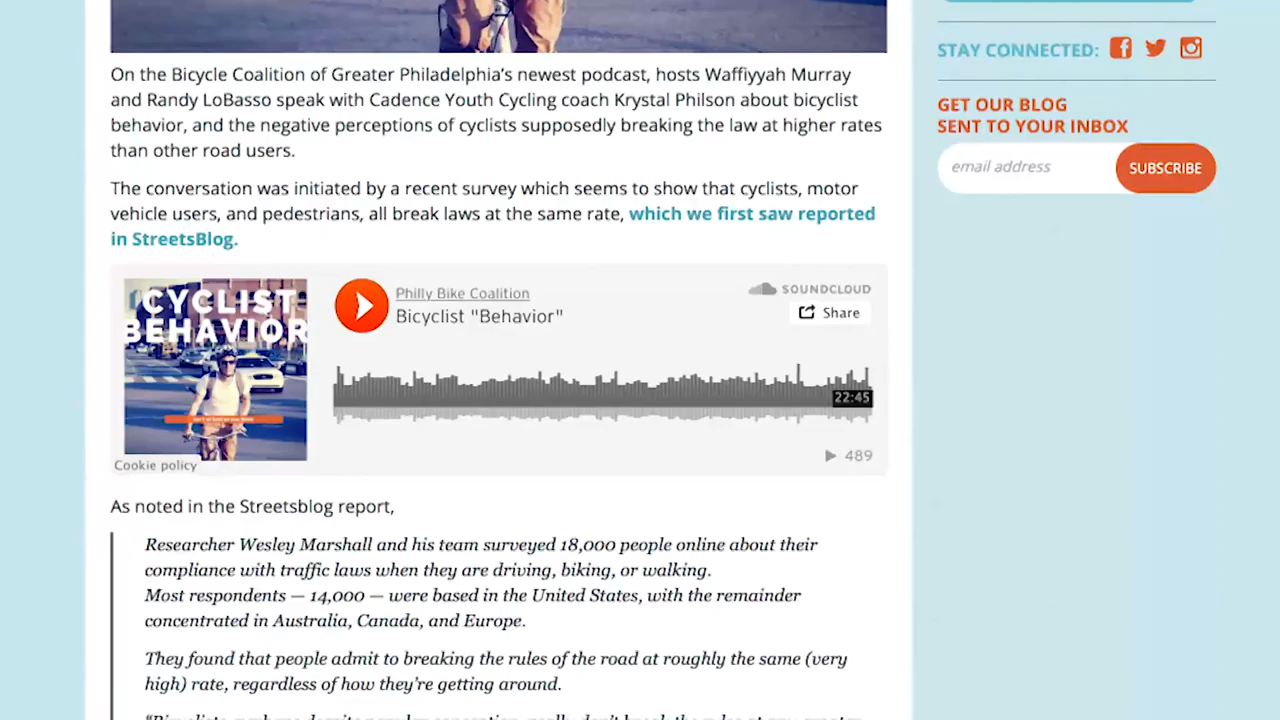 On the Bicycle Coalition of Greater Philadelphia's newest podcast, hosts Waffiyyah Murray
and Randy LoBasso speak with Cadence Youth Cycling coach Krystal Philson about bicyclist
behavior, and the negative perceptions of cyclists supposedly breaking the law at higher rates
than other road users.
The conversation was initiated by a recent survey which seems to show that cyclists, motor
vehicle users, and pedestrians, all break laws at the same rate, which we first saw reported
in StreetsBlog.
CYCLIST
BEHAVIOR
Cookie policy
Philly Bike Coalition
Bicyclist "Behavior"
SOUNDCLOUD
Share
22:45
489
As noted in the Streetsblog report,
Researcher Wesley Marshall and his team surveyed 18,000 people online about their
compliance with traffic laws when they are driving, biking, or walking.
Most respondents — 14,000 — were based in the United States, with the remainder
concentrated in Australia, Canada, and Europe.
They found that people admit to breaking the rules of the road at roughly the same (very
high) rate, regardless of how they're getting around.
STAY CONNECTED:
GET OUR BLOG
SENT TO YOUR INBOX
email address
SUBSCRIBE